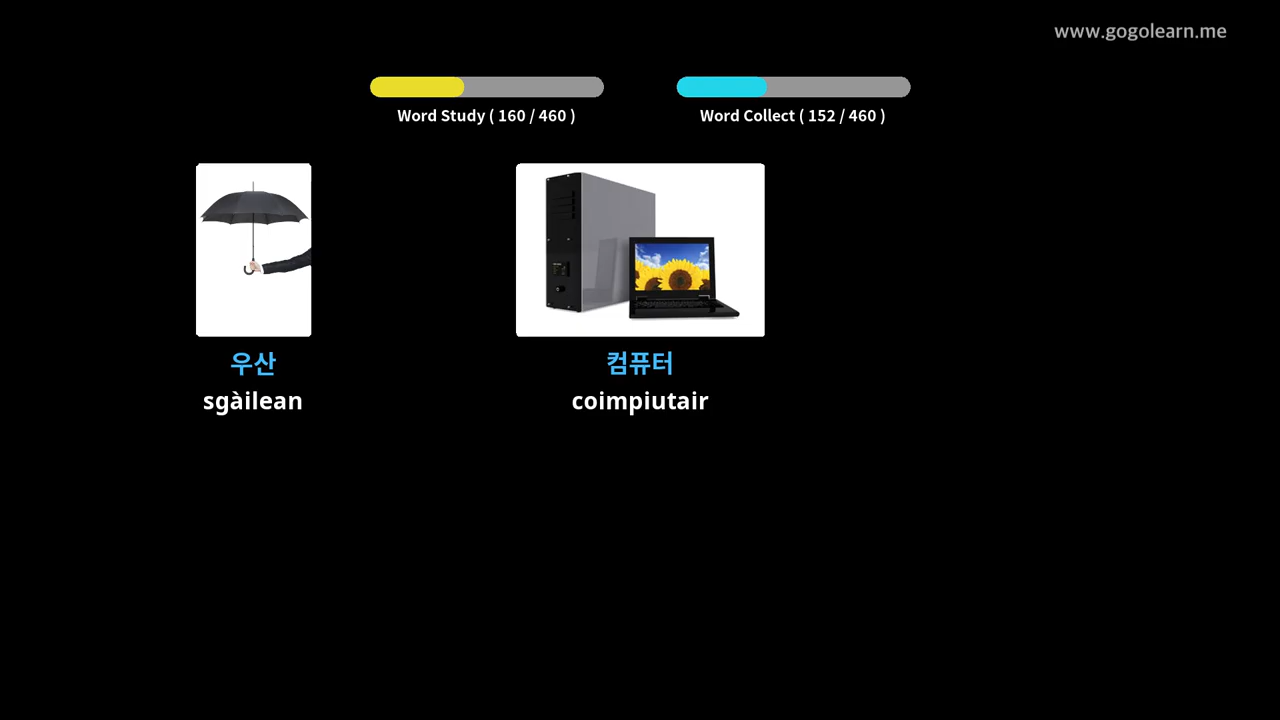 www.gogolearn.me
Word Study ( 160 / 460 )
Word Collect ( 152 / 460 )
우산
컴퓨터
sgàilean
coimpiutair